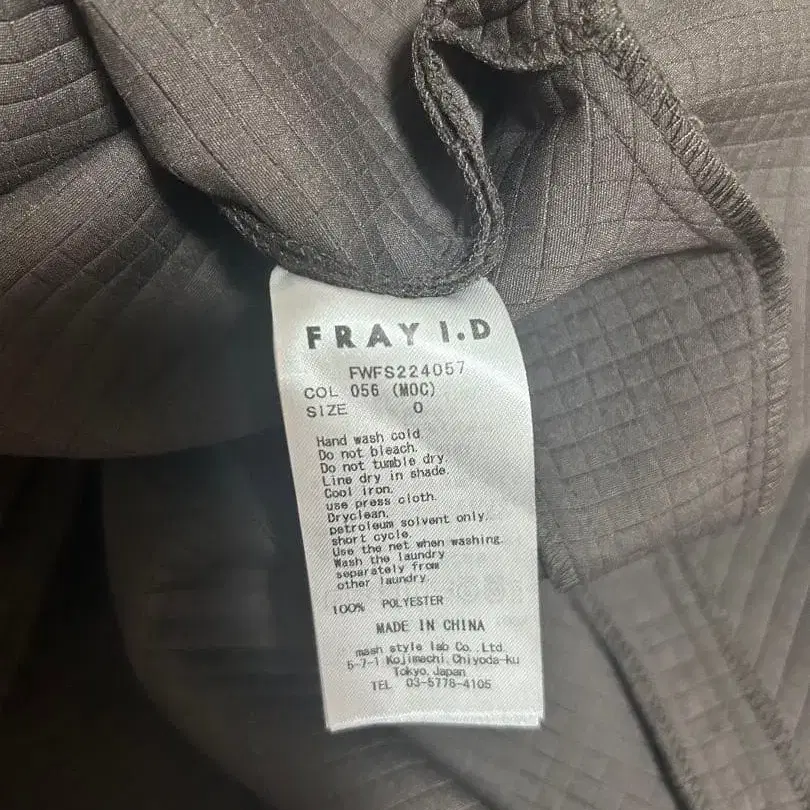 FRAY I.D
FWFS224057
COL 056 (MOC)
SIZE 0
Hand wash cold
Do not bleach.
Do not tumble dry.
Line dry in shade.
Cool iron.
use press cloth.
Dryclean.
petroleum solvent only.
short cycle
Use the net when washing.
Wash the laundry
separately from
other laundry.
100% POLYESTER
MADE IN CHINA
mash style lab Co.,Ltd.
5-7-1 Kojimachi,Chiyoda-ku
Tokyo,Japan
TEL 03-5778-4105